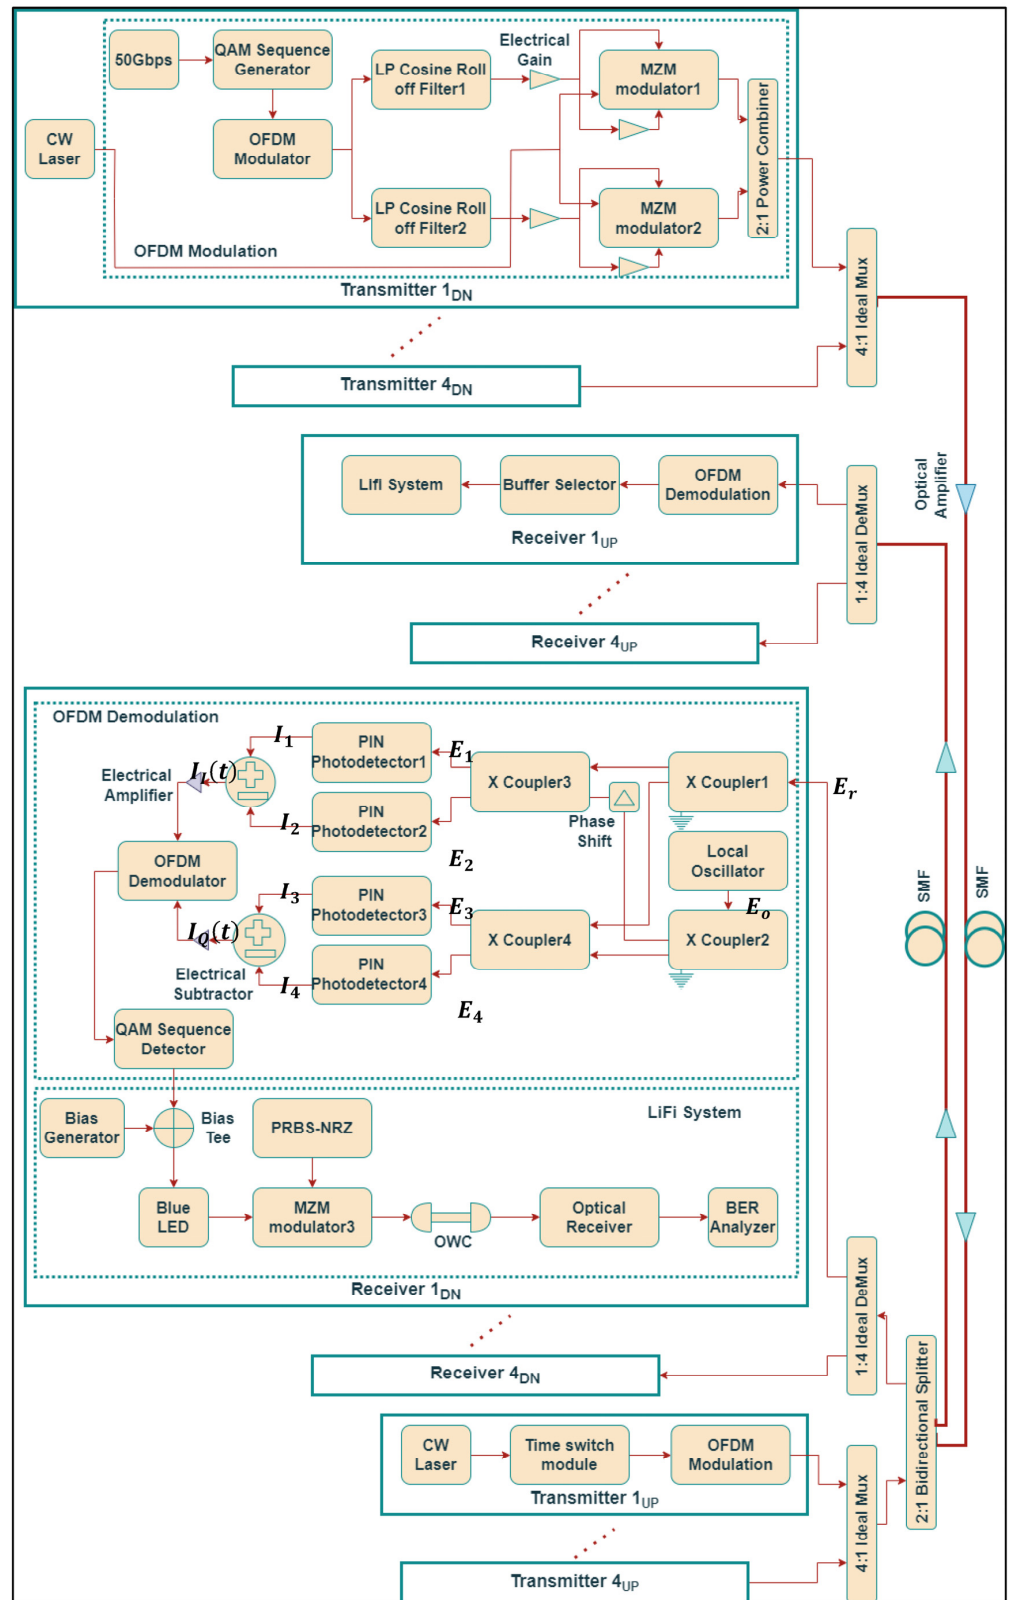 50Gbps
QAM Sequence
Generator
Electrical
Gain
LP Cosine Roll
off Filter1
MZM
modulator1
CW
Laser
OFDM
Modulator
2:1 Power Combiner
LP Cosine Roll
off Filter2
MZM
modulator2
OFDM Modulation
Transmitter 1DN
4:1 Ideal Mux
Transmitter 4DN
LifI System
Buffer Selector
OFDM
Demodulation
Receiver 1UP
1:4 Ideal DeMux
Optical
Amplifier
Receiver 4UP
OFDM Demodulation
I1
PIN
Photodetector1
E1
X Coupler3
X Coupler1
Er
Electrical
Amplifier
II(t)
I2
PIN
Photodetector2
E2
Phase
Shift
Local
Oscillator
OFDM
Demodulator
I3
PIN
Photodetector3
E3
Eo
X Coupler4
X Coupler2
IQ(t)
SMF
SMF
Electrical
Subtractor
I4
PIN
Photodetector4
E4
QAM Sequence
Detector
LiFi System
Bias
Generator
Bias
Tee
PRBS-NRZ
Blue
LED
MZM
modulator3
OWC
Optical
Receiver
BER
Analyzer
Receiver 1DN
1:4 Ideal DeMux
Receiver 4DN
2:1 Bidirectional Splitter
CW
Laser
Time switch
module
OFDM
Modulation
Transmitter 1UP
4:1 Ideal Mux
Transmitter 4UP